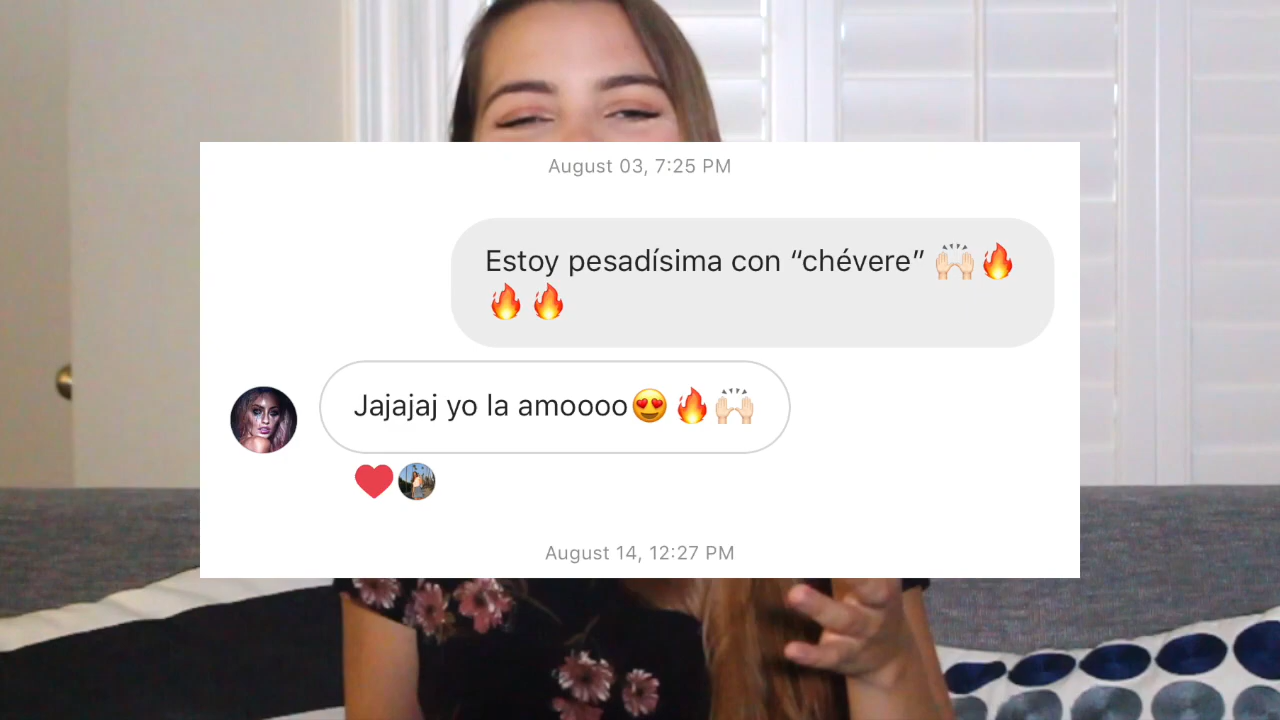 August 03, 7:25 PM
Estoy pesadísima con “chévere” 🙌🏻🔥
🔥🔥
Jajajaj yo la amoooo😍🔥🙌🏻
August 14, 12:27 PM